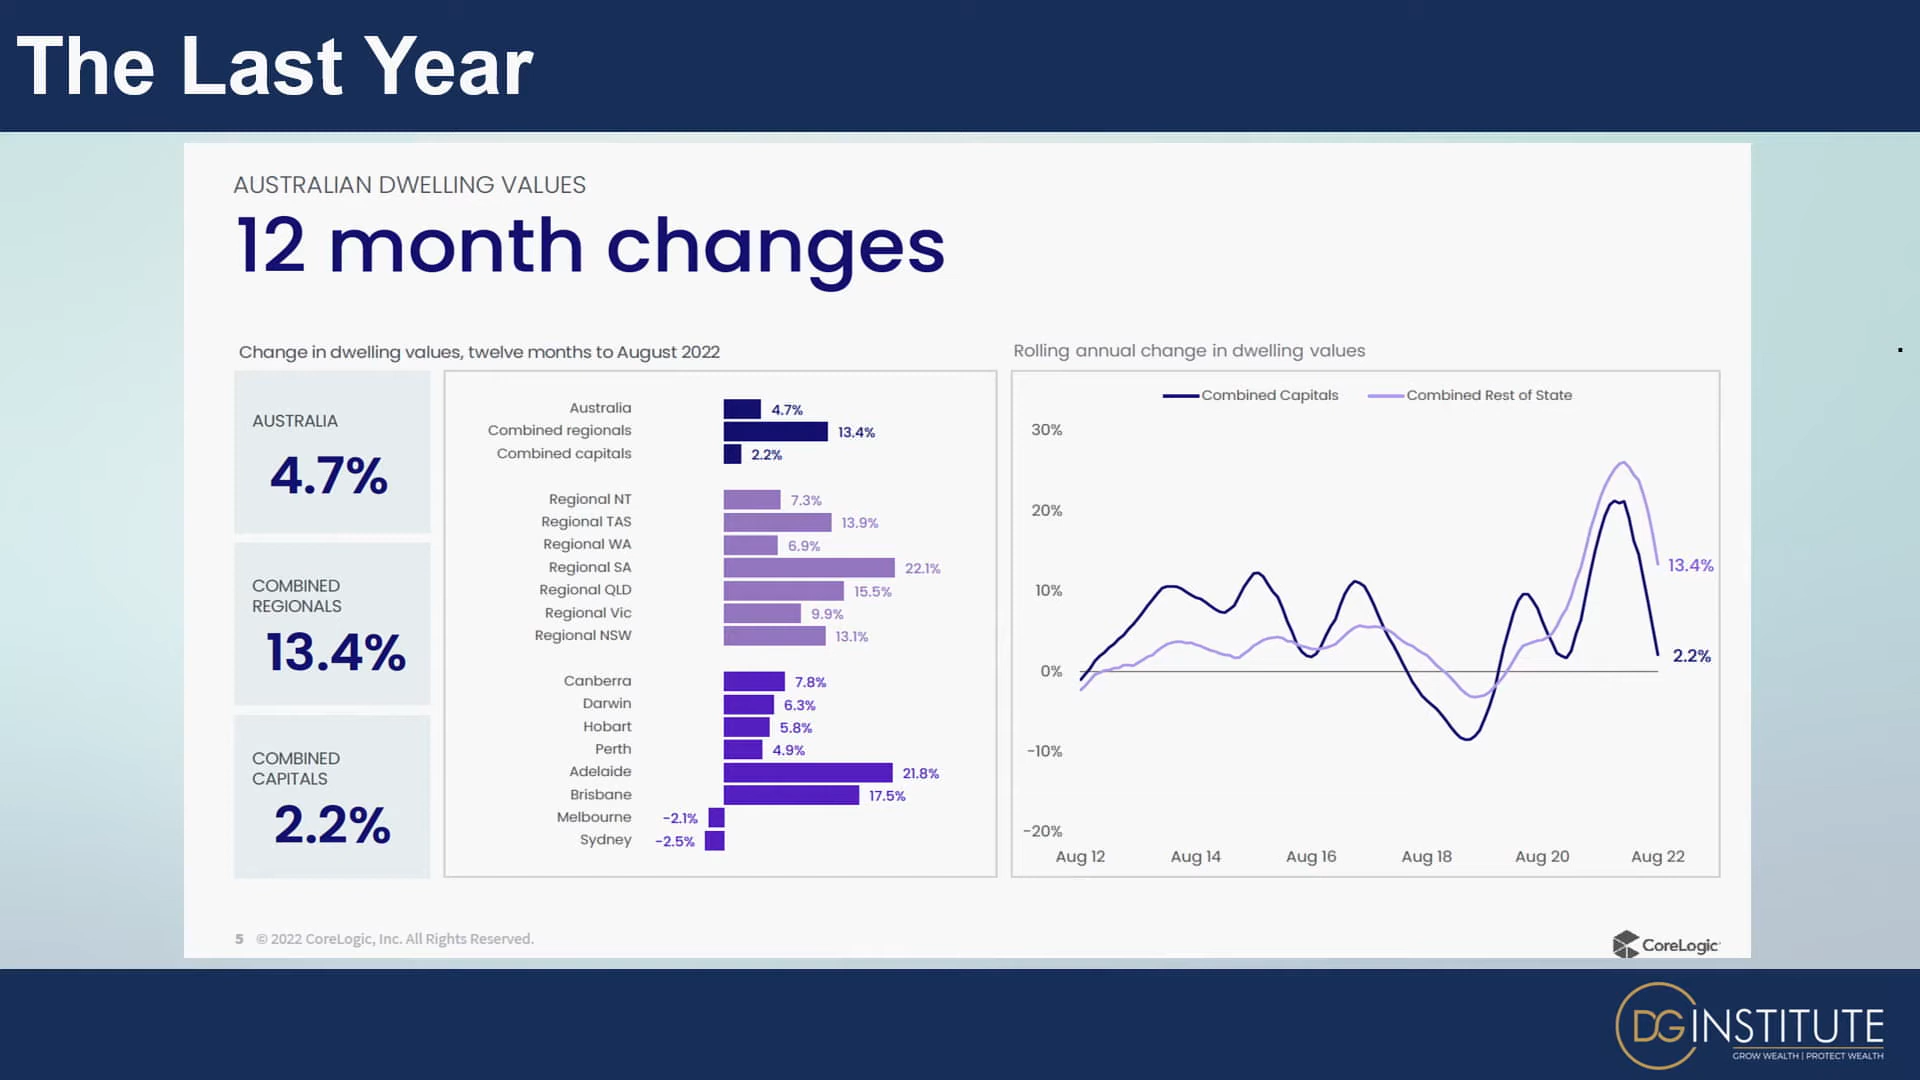 The Last Year
AUSTRALIAN DWELLING VALUES
12 month changes
Change in dwelling values, twelve months to August 2022
AUSTRALIA
4.7%
COMBINED
REGIONALS
13.4%
COMBINED
CAPITALS
2.2%
Australia 4.7%
Combined regionals 13.4%
Combined capitals 2.2%
Regional NT 7.3%
Regional TAS 13.9%
Regional WA 6.9%
Regional SA 22.1%
Regional QLD 15.5%
Regional Vic 9.9%
Regional NSW 13.1%
Canberra 7.8%
Darwin 6.3%
Hobart 5.8%
Perth 4.9%
Adelaide 21.8%
Brisbane 17.5%
Melbourne -2.1%
Sydney -2.5%
Rolling annual change in dwelling values
Combined Capitals Combined Rest of State
30%
20%
10%
0%
-10%
-20%
13.4%
2.2%
Aug 12 Aug 14 Aug 16 Aug 18 Aug 20 Aug 22
5 © 2022 CoreLogic, Inc. All Rights Reserved.
CoreLogic
DG INSTITUTE
GROW WEALTH | PROTECT WEALTH